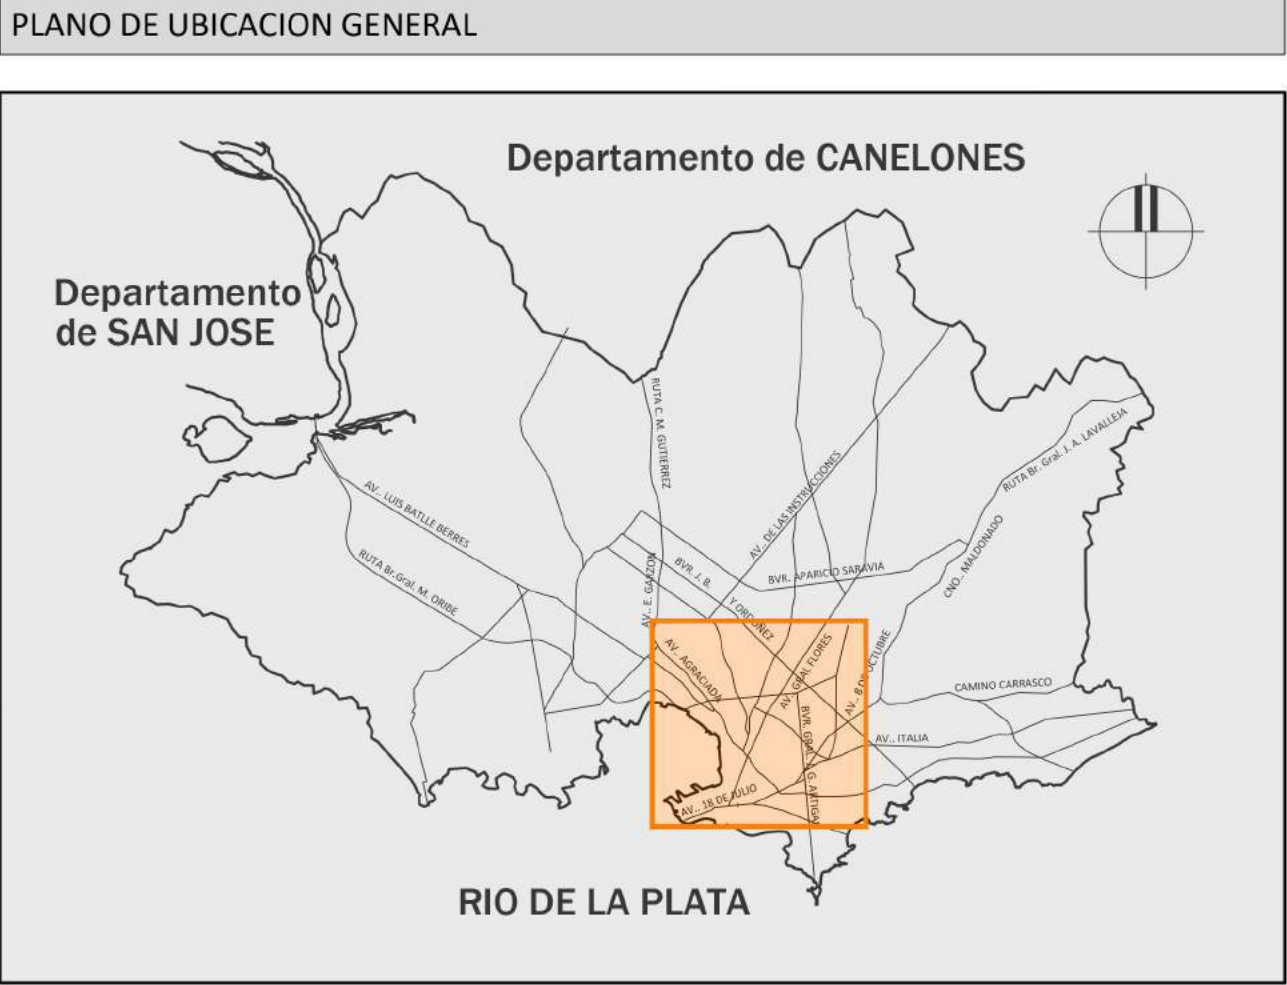 PLANO DE UBICACION GENERAL
Departamento de CANELONES
Departamento
de SAN JOSE
RUTA C. M. GUTIERREZ
RUTA Br. Gral. J. A. LAVALLEJA
AV.. DE LAS INSTRUCCIONES
AV.. LUIS BATLLE BERRES
RUTA Br.Gral. M. ORIBE
AV.. E. GARZON
BVR. J. B.
Y ORDOÑEZ
BVR. APARICIO SARAVIA
CNO.. MALDONADO
AV.. AGRACIADA
AV.. GRAL FLORES
AV.. 8 DE OCTUBRE
CAMINO CARRASCO
AV.. ITALIA
BVR. GRAL. J. G. ARTIGAS
AV.. 18 DE JULIO
RIO DE LA PLATA